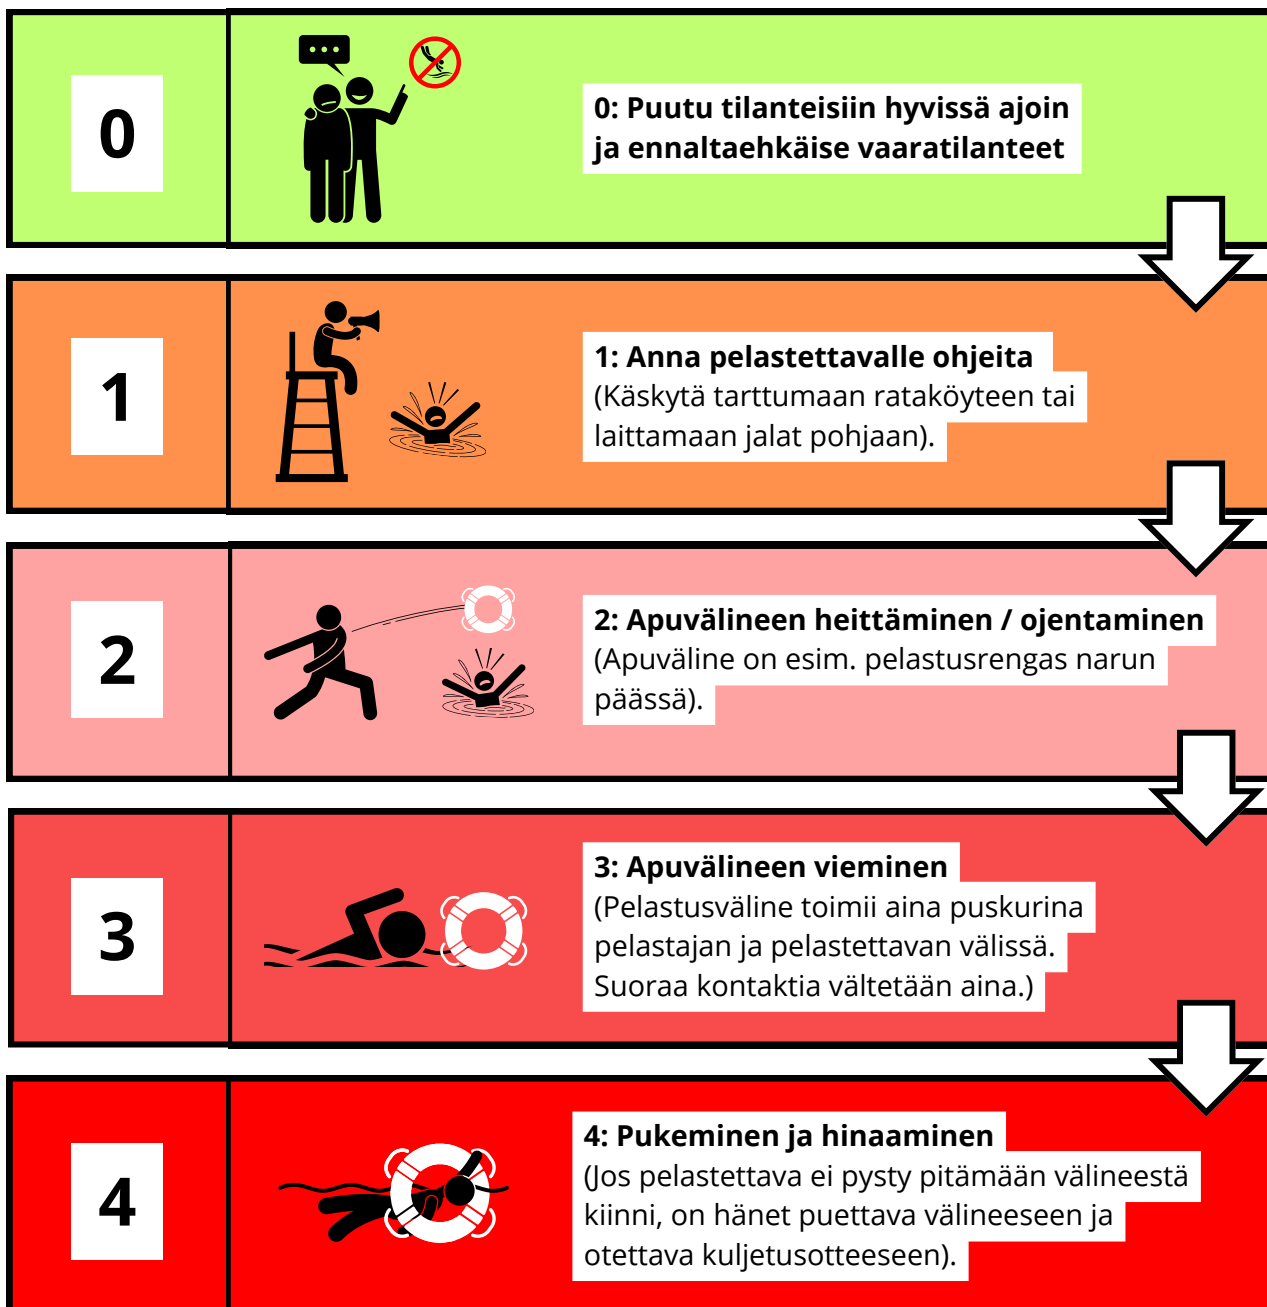 0
0: Puutu tilanteisiin hyvissä ajoin
ja ennaltaehkäise vaaratilanteet
1
1: Anna pelastettavalle ohjeita
(Käskytä tarttumaan rataköyteen tai
laittamaan jalat pohjaan).
2
2: Apuvälineen heittäminen / ojentaminen
(Apuväline on esim. pelastusrengas narun
päässä).
3
3: Apuvälineen vieminen
(Pelastusväline toimii aina puskurina
pelastajan ja pelastettavan välissä.
Suoraa kontaktia vältetään aina.)
4
4: Pukeminen ja hinaaminen
(Jos pelastettava ei pysty pitämään välineestä
kiinni, on hänet puettava välineeseen ja
otettava kuljetusotteeseen).